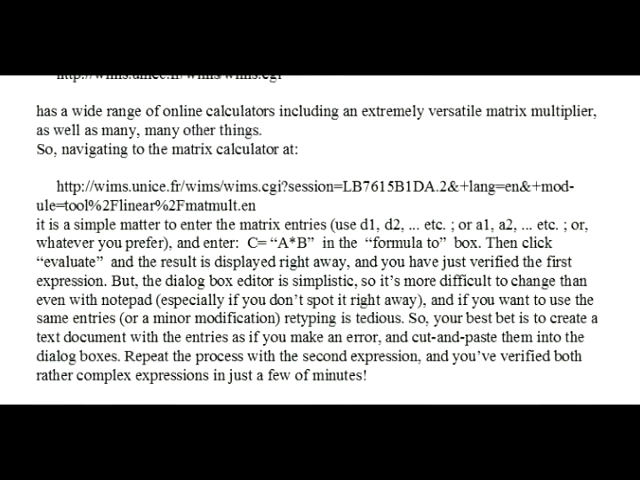 http://wims.unice.fr/wims/wims.cgi
has a wide range of online calculators including an extremely versatile matrix multiplier,
as well as many, many other things.
So, navigating to the matrix calculator at:
http://wims.unice.fr/wims/wims.cgi?session=LB7615B1DA.2&+lang=en&+mod-
ule=tool%2Flinear%2Fmatmult.en
it is a simple matter to enter the matrix entries (use d1, d2, ... etc. ; or a1, a2, ... etc. ; or,
whatever you prefer), and enter:  C= “A*B”  in the  “formula to”  box. Then click
“evaluate”  and the result is displayed right away, and you have just verified the first
expression. But, the dialog box editor is simplistic, so it’s more difficult to change than
even with notepad (especially if you don’t spot it right away), and if you want to use the
same entries (or a minor modification) retyping is tedious. So, your best bet is to create a
text document with the entries as if you make an error, and cut-and-paste them into the
dialog boxes. Repeat the process with the second expression, and you’ve verified both
rather complex expressions in just a few of minutes!